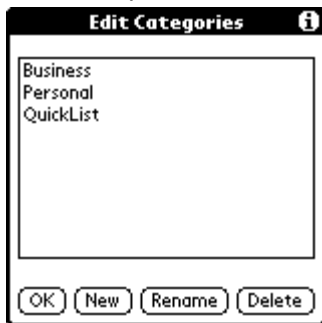 Edit Categories i
Business
Personal
QuickList
OK New Rename Delete